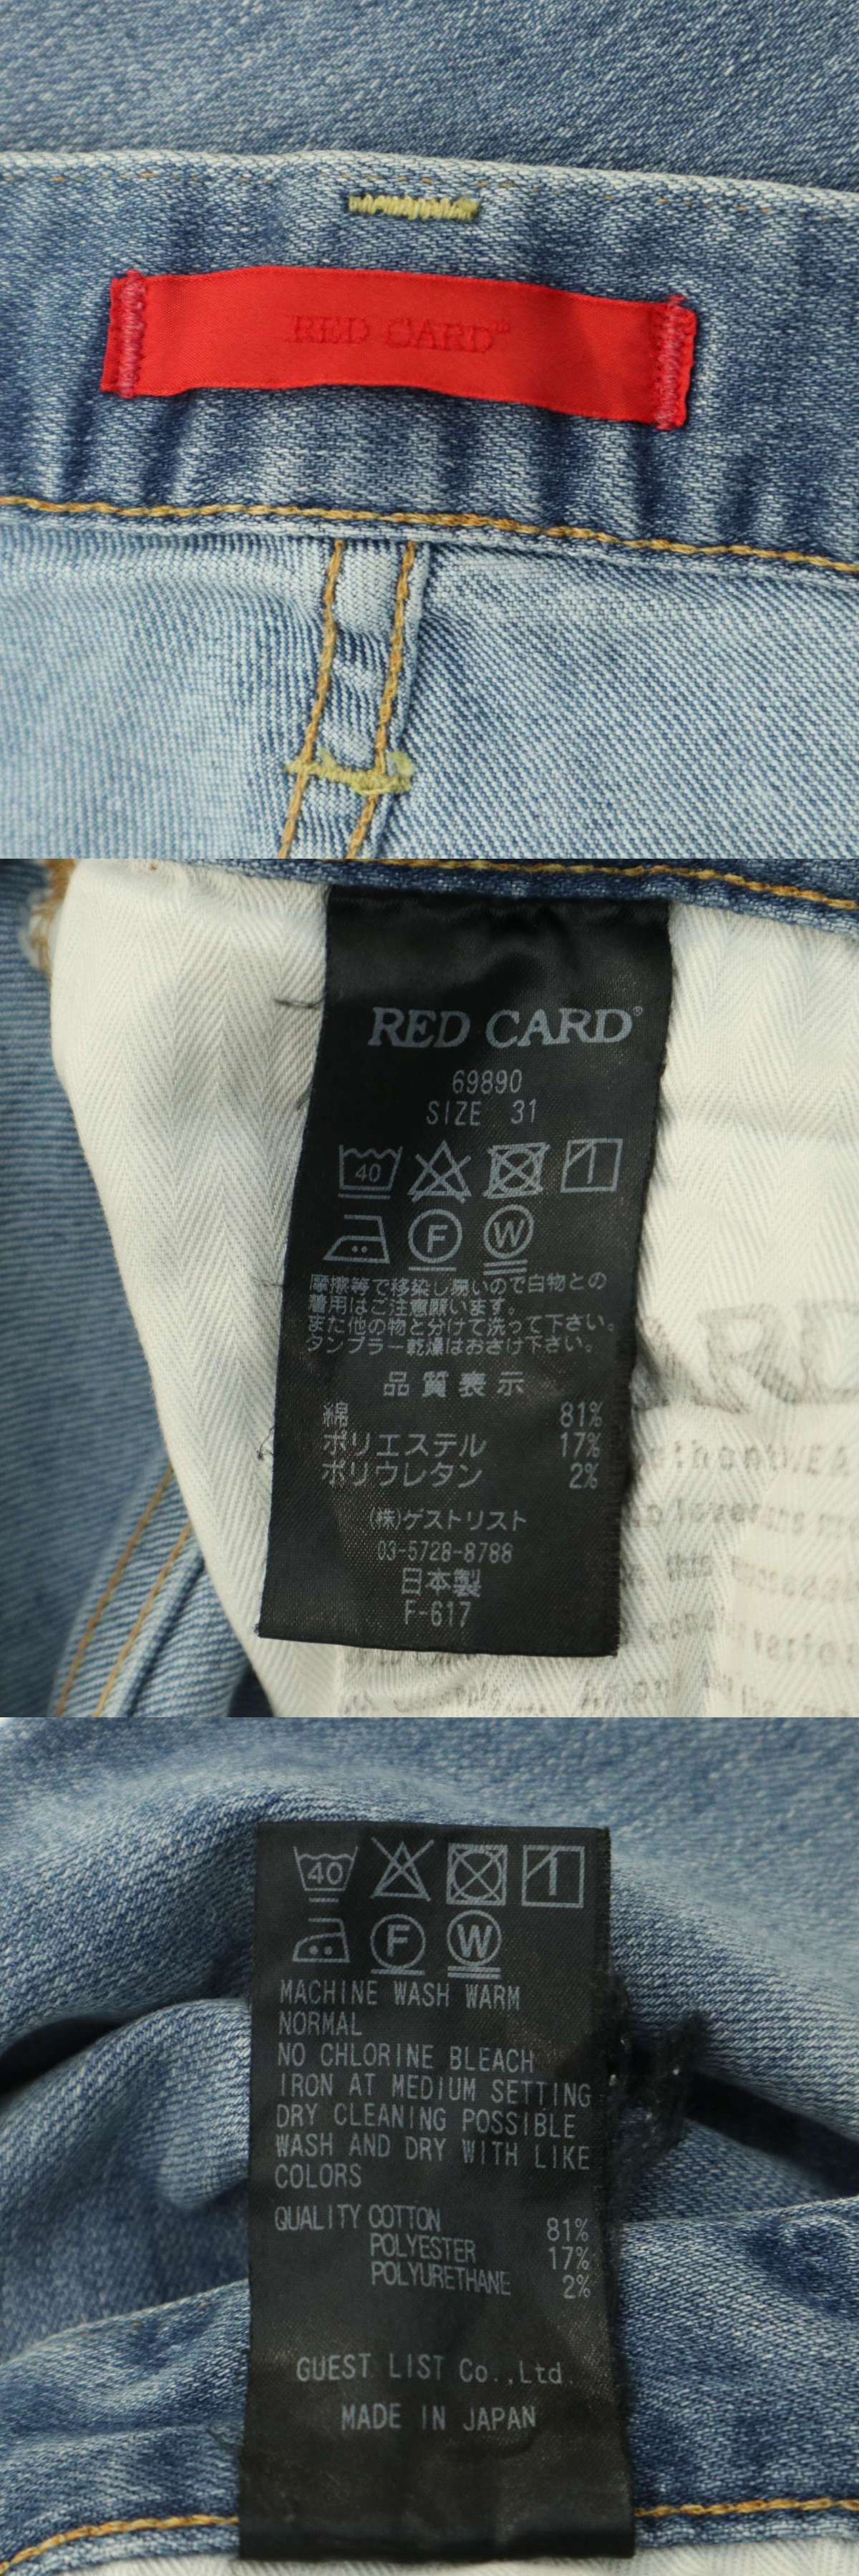 RED CARD
RED CARD®
69890
SIZE 31
40
F W
摩擦等で移染し易いので白物との
着用はご注意願います。
また他の物と分けて洗って下さい。
タンブラー乾燥はおさけ下さい。
品質表示
綿 81%
ポリエステル 17%
ポリウレタン 2%
(株)ゲストリスト
03-5728-8788
日本製
F-617
40
F W
MACHINE WASH WARM
NORMAL
NO CHLORINE BLEACH
IRON AT MEDIUM SETTING
DRY CLEANING POSSIBLE
WASH AND DRY WITH LIKE
COLORS
QUALITY COTTON 81%
POLYESTER 17%
POLYURETHANE 2%
GUEST LIST Co.,Ltd.
MADE IN JAPAN